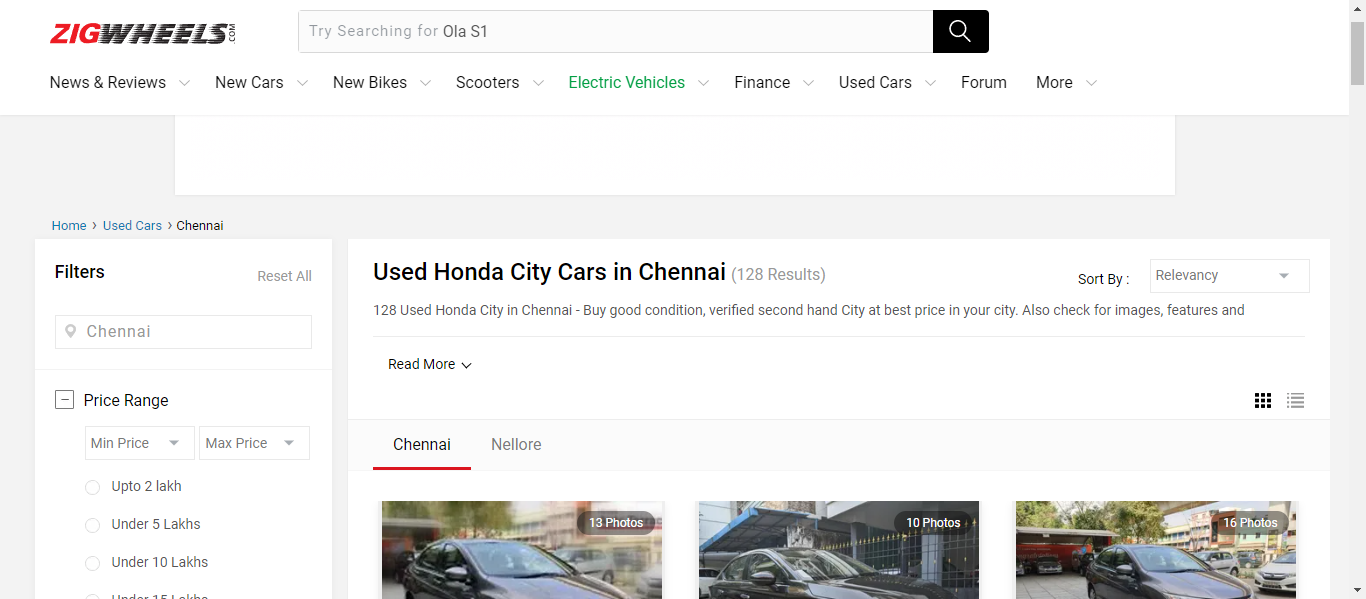 ZIGWHEELS.COM
Try Searching for Ola S1
News & Reviews New Cars New Bikes Scooters Electric Vehicles Finance Used Cars Forum More
Home › Used Cars › Chennai
Filters
Reset All
Chennai
Price Range
Min Price Max Price
Upto 2 lakh
Under 5 Lakhs
Under 10 Lakhs
Under 15 Lakhs
Used Honda City Cars in Chennai (128 Results)
Sort By : Relevancy
128 Used Honda City in Chennai - Buy good condition, verified second hand City at best price in your city. Also check for images, features and
Read More
Chennai Nellore
13 Photos 10 Photos 16 Photos